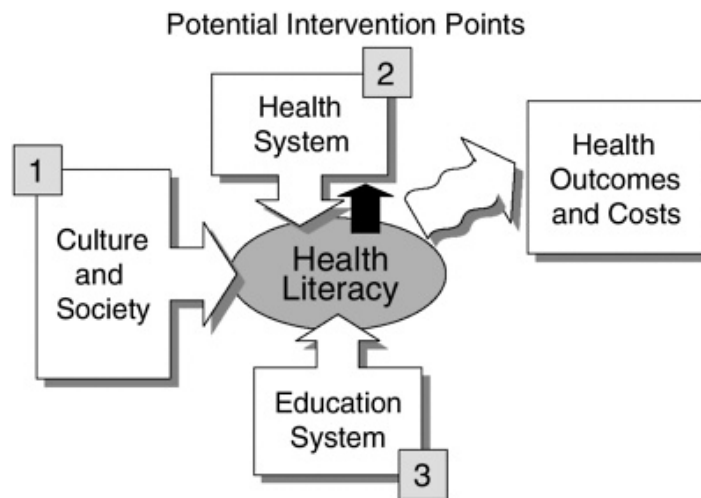 Potential Intervention Points
2
Health
System
1
Culture
and
Society
Health
Literacy
Health
Outcomes
and Costs
Education
System
3